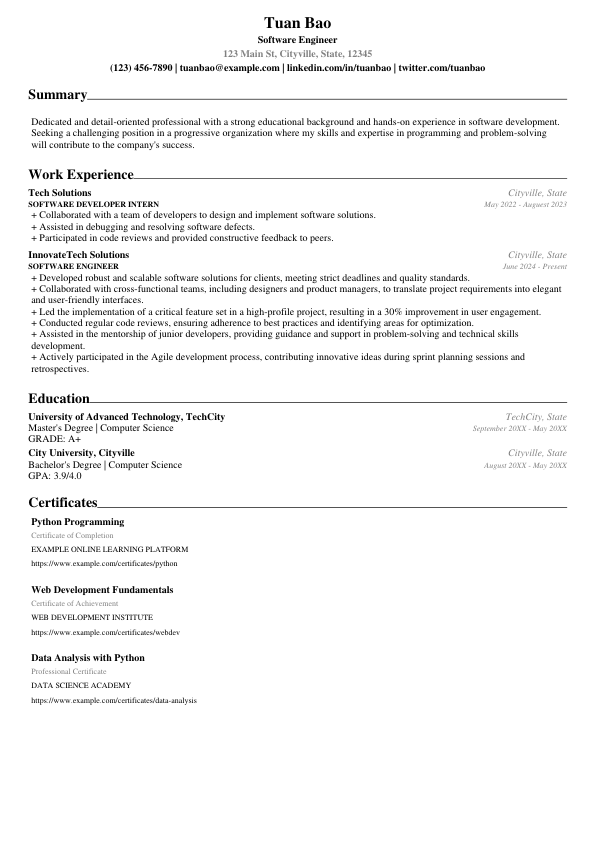 Tuan Bao
Software Engineer
123 Main St, Cityville, State, 12345
(123) 456-7890 | tuanbao@example.com | linkedin.com/in/tuanbao | twitter.com/tuanbao
Summary
Dedicated and detail-oriented professional with a strong educational background and hands-on experience in software development.
Seeking a challenging position in a progressive organization where my skills and expertise in programming and problem-solving
will contribute to the company's success.
Work Experience
Tech Solutions Cityville, State
SOFTWARE DEVELOPER INTERN May 2022 - Auguest 2023
+ Collaborated with a team of developers to design and implement software solutions.
+ Assisted in debugging and resolving software defects.
+ Participated in code reviews and provided constructive feedback to peers.
InnovateTech Solutions Cityville, State
SOFTWARE ENGINEER June 2024 - Present
+ Developed robust and scalable software solutions for clients, meeting strict deadlines and quality standards.
+ Collaborated with cross-functional teams, including designers and product managers, to translate project requirements into elegant
and user-friendly interfaces.
+ Led the implementation of a critical feature set in a high-profile project, resulting in a 30% improvement in user engagement.
+ Conducted regular code reviews, ensuring adherence to best practices and identifying areas for optimization.
+ Assisted in the mentorship of junior developers, providing guidance and support in problem-solving and technical skills
development.
+ Actively participated in the Agile development process, contributing innovative ideas during sprint planning sessions and
retrospectives.
Education
University of Advanced Technology, TechCity TechCity, State
Master's Degree | Computer Science September 20XX - May 20XX
GRADE: A+
City University, Cityville Cityville, State
Bachelor's Degree | Computer Science August 20XX - May 20XX
GPA: 3.9/4.0
Certificates
Python Programming
Certificate of Completion
EXAMPLE ONLINE LEARNING PLATFORM
https://www.example.com/certificates/python
Web Development Fundamentals
Certificate of Achievement
WEB DEVELOPMENT INSTITUTE
https://www.example.com/certificates/webdev
Data Analysis with Python
Professional Certificate
DATA SCIENCE ACADEMY
https://www.example.com/certificates/data-analysis